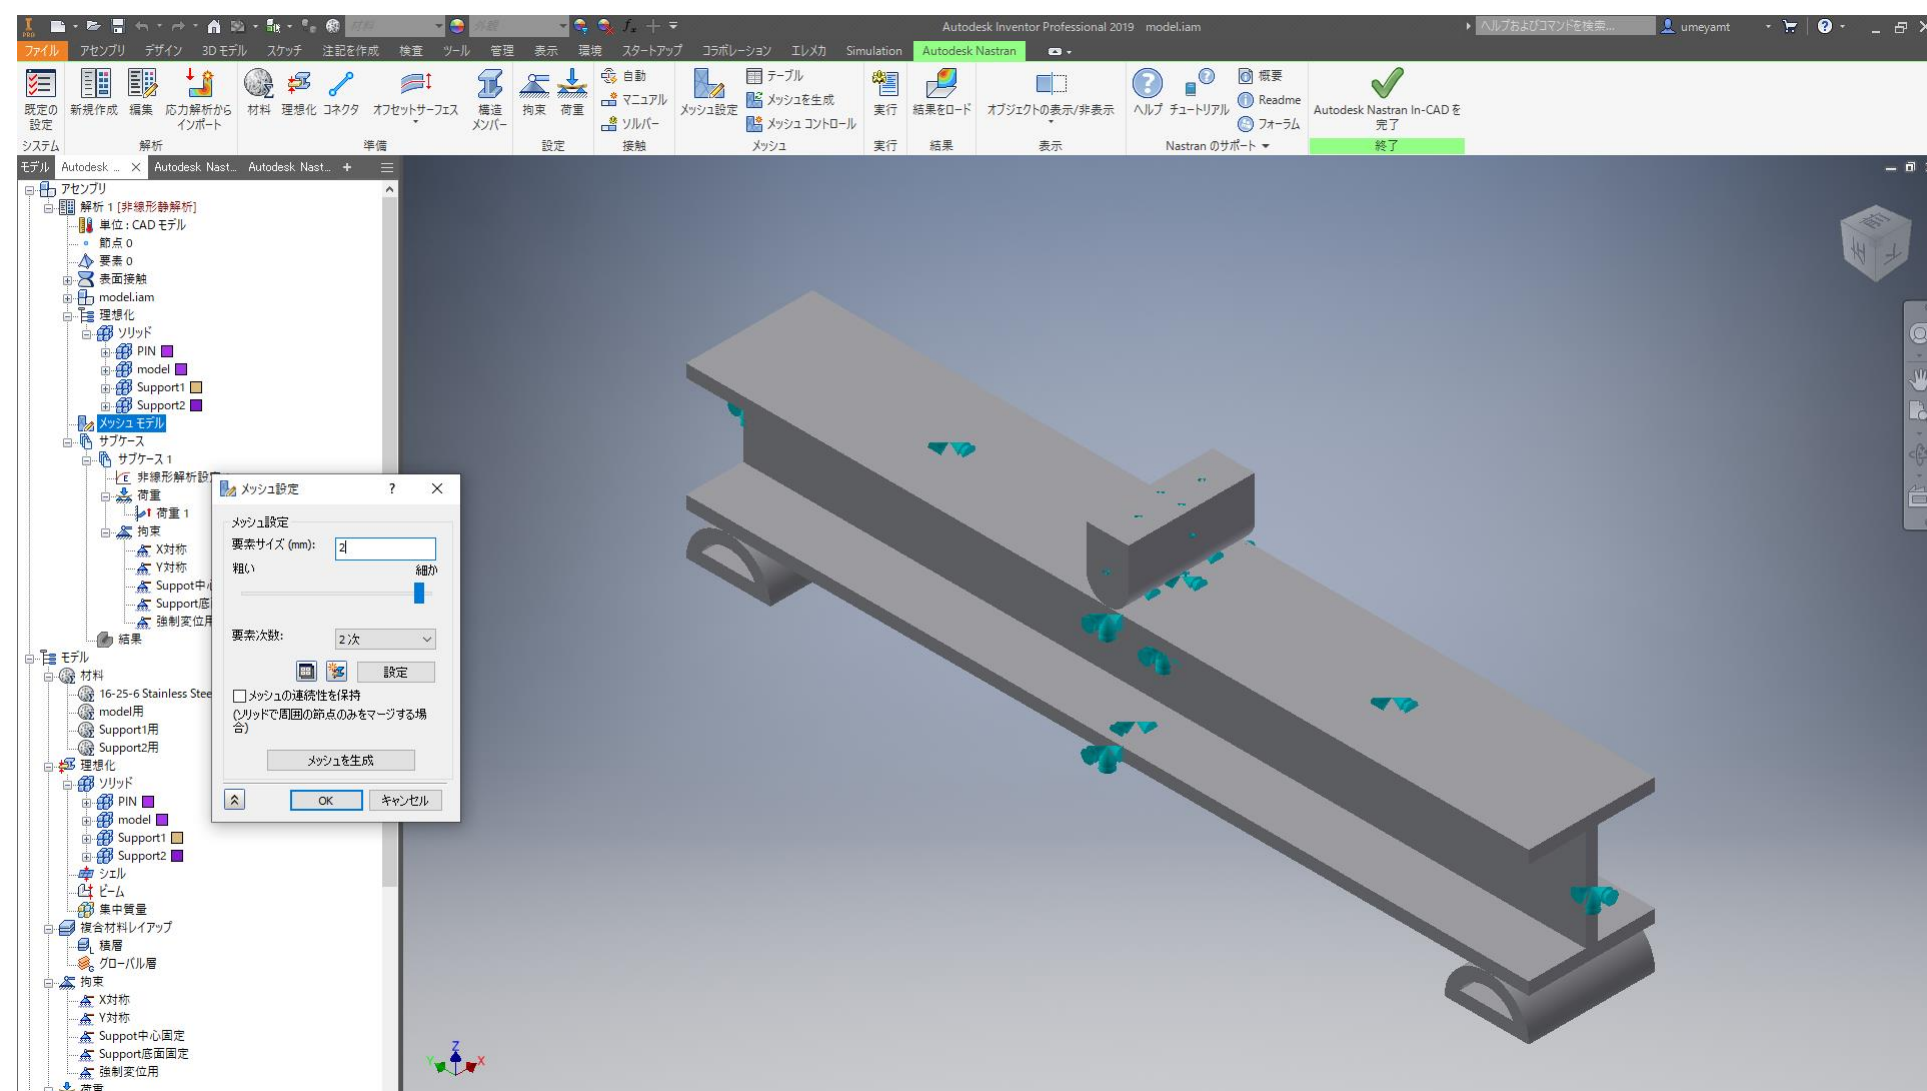 材料
外観
Autodesk Inventor Professional 2019 model.iam
ヘルプおよびコマンドを検索...
umeyamt
ファイル アセンブリ デザイン 3Dモデル スケッチ 注記を作成 検査 ツール 管理 表示 環境 スタートアップ コラボレーション エレメカ Simulation Autodesk Nastran
既定の設定
新規作成
編集
応力解析からインポート
材料
理想化
コネクタ
オフセットサーフェス
構造メンバー
拘束
荷重
自動
マニュアル
ソルバー
メッシュ設定
テーブル
メッシュを生成
メッシュ コントロール
実行
結果をロード
オブジェクトの表示/非表示
ヘルプ
チュートリアル
概要
Readme
フォーラム
Autodesk Nastran In-CAD を完了
システム 解析 準備 設定 接触 メッシュ 実行 結果 表示 Nastran のサポート 終了
モデル Autodesk ... Autodesk Nast... Autodesk Nast... +
アセンブリ
解析 1 [非線形静解析]
単位 : CAD モデル
節点 0
要素 0
表面接触
model.iam
理想化
ソリッド
PIN
model
Support1
Support2
メッシュ モデル
サブケース
サブケース 1
非線形解析設
荷重
荷重 1
拘束
X対称
Y対称
Suppot中
Support底
強制変位用
結果
モデル
材料
16-25-6 Stainless Stee
model用
Support1用
Support2用
理想化
ソリッド
PIN
model
Support1
Support2
シェル
ビーム
集中質量
複合材料レイアップ
積層
グローバル層
拘束
X対称
Y対称
Suppot中心固定
Support底面固定
強制変位用
荷重
メッシュ設定
メッシュ設定
要素サイズ (mm): 2
粗い 細か
要素次数: 2 次
設定
メッシュの連続性を保持
(ソリッドで周囲の節点のみをマージする場
合)
メッシュを生成
OK キャンセル
前
Z
Y X